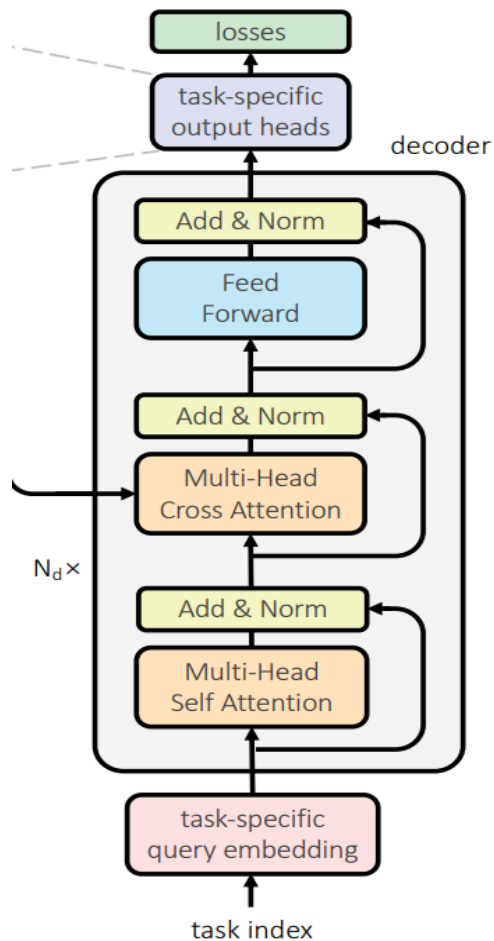 losses
task-specific
output heads
decoder
Add & Norm
Feed
Forward
Add & Norm
Multi-Head
Cross Attention
N_d×
Add & Norm
Multi-Head
Self Attention
task-specific
query embedding
task index